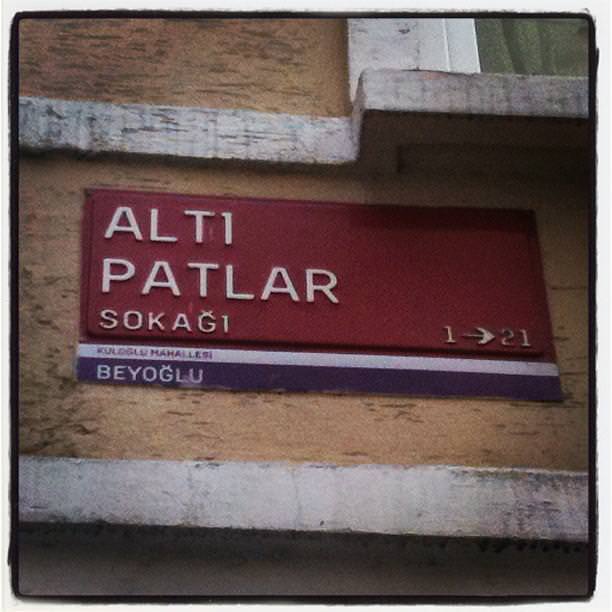 ALTI
PATLAR
SOKAĞI
1➔21
KULOĞLU MAHALLESİ
BEYOĞLU